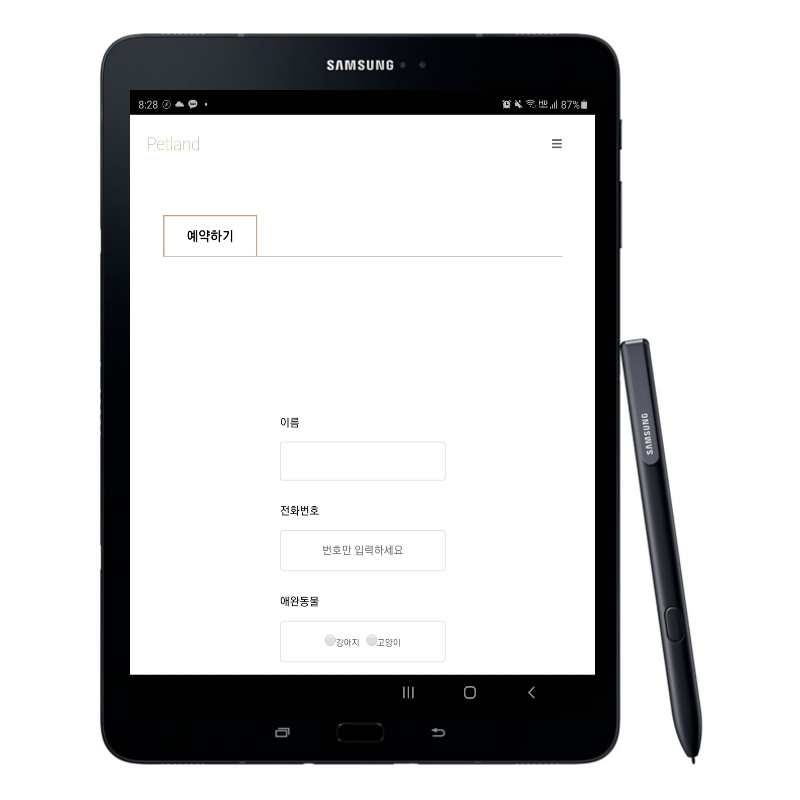 SAMSUNG
8:28 87%
Petland
예약하기
이름
전화번호
번호만 입력하세요
애완동물
강아지 고양이
SAMSUNG